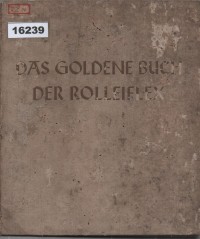 16239
DAS GOLDENE BUCH
DER ROLLEIFLEX